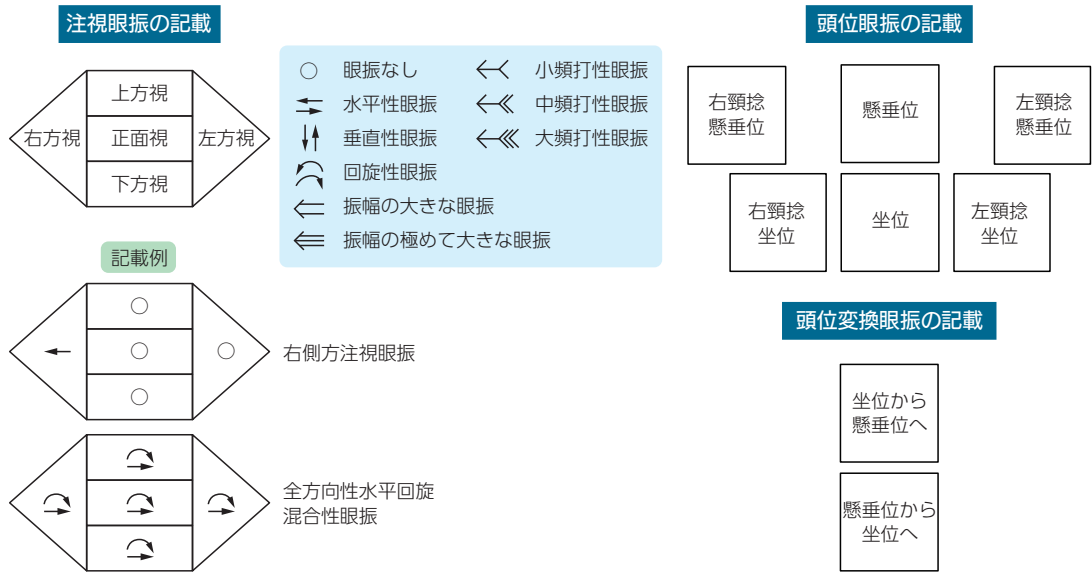 注視眼振の記載
上方視
右方視
正面視
左方視
下方視
眼振なし
小頻打性眼振
水平性眼振
中頻打性眼振
垂直性眼振
大頻打性眼振
回旋性眼振
振幅の大きな眼振
振幅の極めて大きな眼振
記載例
右側方注視眼振
全方向性水平回旋
混合性眼振
頭位眼振の記載
右頸捻
懸垂位
懸垂位
左頸捻
懸垂位
右頸捻
坐位
坐位
左頸捻
坐位
頭位変換眼振の記載
坐位から
懸垂位へ
懸垂位から
坐位へ